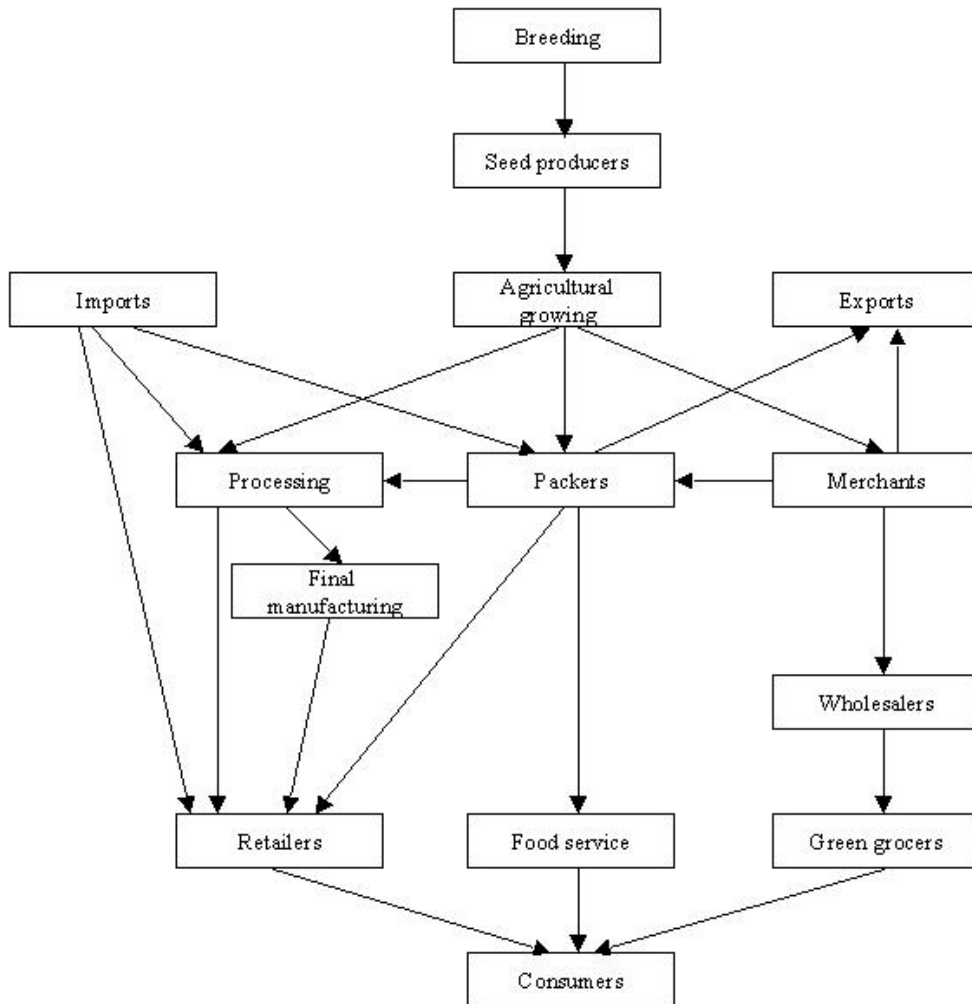 Breeding
Seed producers
Imports
Agricultural
growing
Exports
Processing
Packers
Merchants
Final
manufacturing
Wholesalers
Retailers
Food service
Green grocers
Consumers